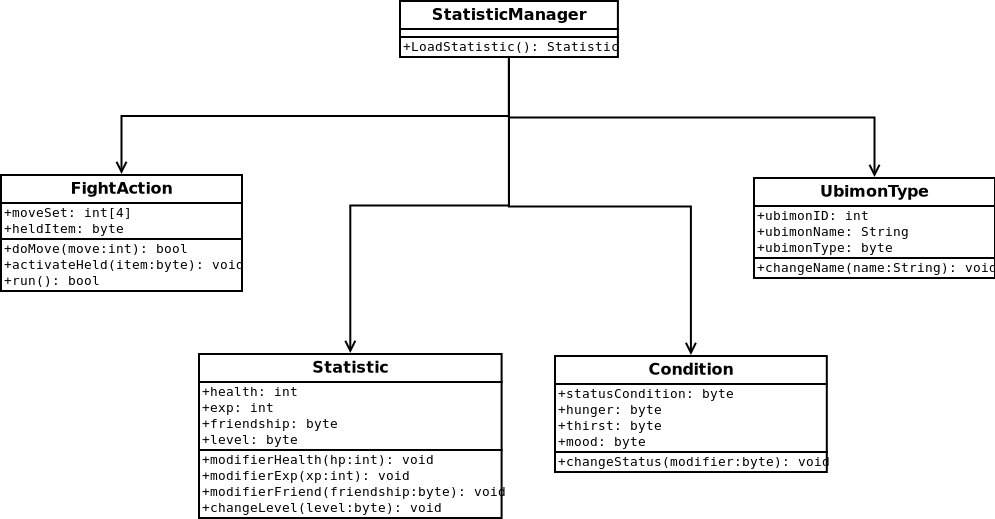 StatisticManager
+LoadStatistic(): Statistic
FightAction
+moveSet: int[4]
+heldItem: byte
+doMove(move:int): bool
+activateHeld(item:byte): void
+run(): bool
UbimonType
+ubimonID: int
+ubimonName: String
+ubimonType: byte
+changeName(name:String): void
Statistic
+health: int
+exp: int
+friendship: byte
+level: byte
+modifierHealth(hp:int): void
+modifierExp(xp:int): void
+modifierFriend(friendship:byte): void
+changeLevel(level:byte): void
Condition
+statusCondition: byte
+hunger: byte
+thirst: byte
+mood: byte
+changeStatus(modifier:byte): void